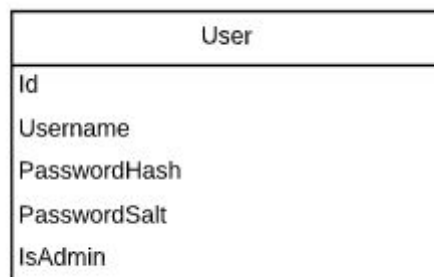 User
Id
Username
PasswordHash
PasswordSalt
IsAdmin